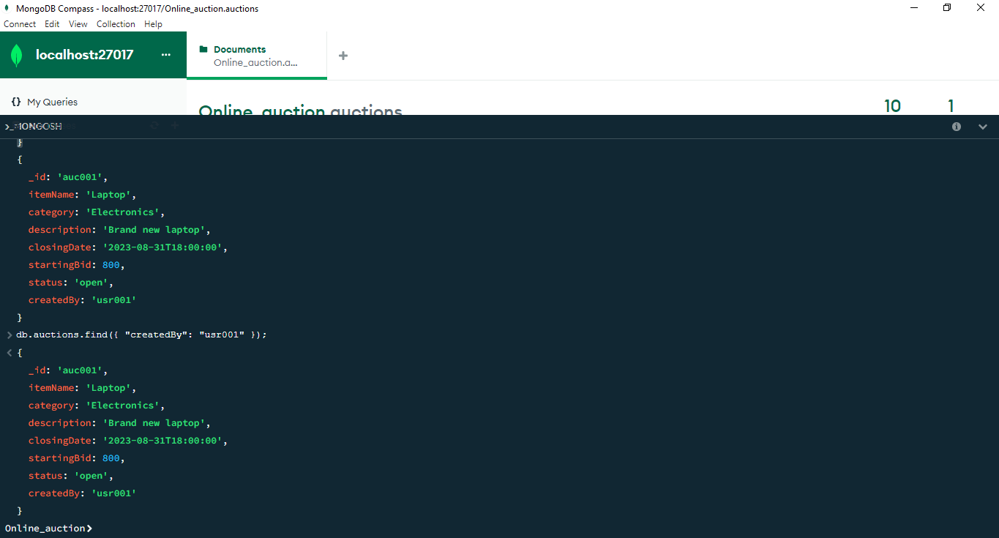 MongoDB Compass - localhost:27017/Online_auction.auctions
Connect Edit View Collection Help
localhost:27017 ...
Documents
Online_auction.a...
{} My Queries
Online_auction.auctions
10 1
>_MONGOSH
}
{
_id: 'auc001',
itemName: 'Laptop',
category: 'Electronics',
description: 'Brand new laptop',
closingDate: '2023-08-31T18:00:00',
startingBid: 800,
status: 'open',
createdBy: 'usr001'
}
> db.auctions.find({ "createdBy": "usr001" });
< {
_id: 'auc001',
itemName: 'Laptop',
category: 'Electronics',
description: 'Brand new laptop',
closingDate: '2023-08-31T18:00:00',
startingBid: 800,
status: 'open',
createdBy: 'usr001'
}
Online_auction>